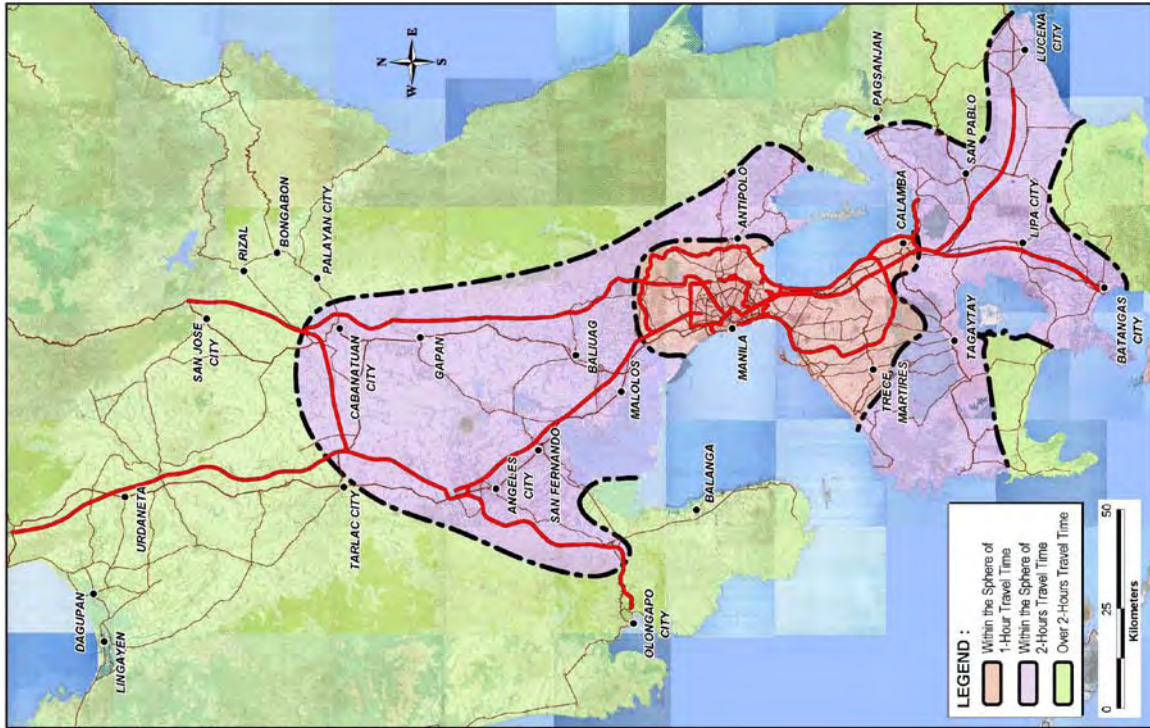 N
W
E
S
RIZAL
BONGABON
PALAYAN CITY
SAN JOSE
CITY
URDANETA
DAGUPAN
LINGAYEN
TARLAC CITY
CABANATUAN
CITY
GAPAN
BALIUAG
MALOLOS
ANGELES
CITY
SAN FERNANDO
BALANGA
OLONGAPO
CITY
MANILA
ANTIPOLO
TRECE
MARTIRES
CALAMBA
PAGSANJAN
SAN PABLO
LUCENA
CITY
LIPA CITY
TAGAYTAY
BATANGAS
CITY
LEGEND :
Within the Sphere of
1-Hour Travel Time
Within the Sphere of
2-Hours Travel Time
Over 2-Hours Travel Time
0 25 50
Kilometers